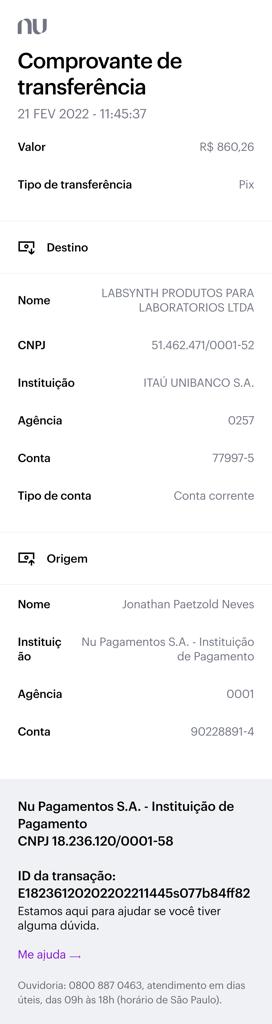 nu
Comprovante de
transferência
21 FEV 2022 - 11:45:37
Valor R$ 860,26
Tipo de transferência Pix
Destino
Nome LABSYNTH PRODUTOS PARA
LABORATORIOS LTDA
CNPJ 51.462.471/0001-52
Instituição ITAÚ UNIBANCO S.A.
Agência 0257
Conta 77997-5
Tipo de conta Conta corrente
Origem
Nome Jonathan Paetzold Neves
Instituiç Nu Pagamentos S.A. - Instituição
ão de Pagamento
Agência 0001
Conta 90228891-4
Nu Pagamentos S.A. - Instituição de
Pagamento
CNPJ 18.236.120/0001-58
ID da transação:
E18236120202202211445s077b84ff82
Estamos aqui para ajudar se você tiver
alguma dúvida.
Me ajuda →
Ouvidoria: 0800 887 0463, atendimento em dias
úteis, das 09h às 18h (horário de São Paulo).